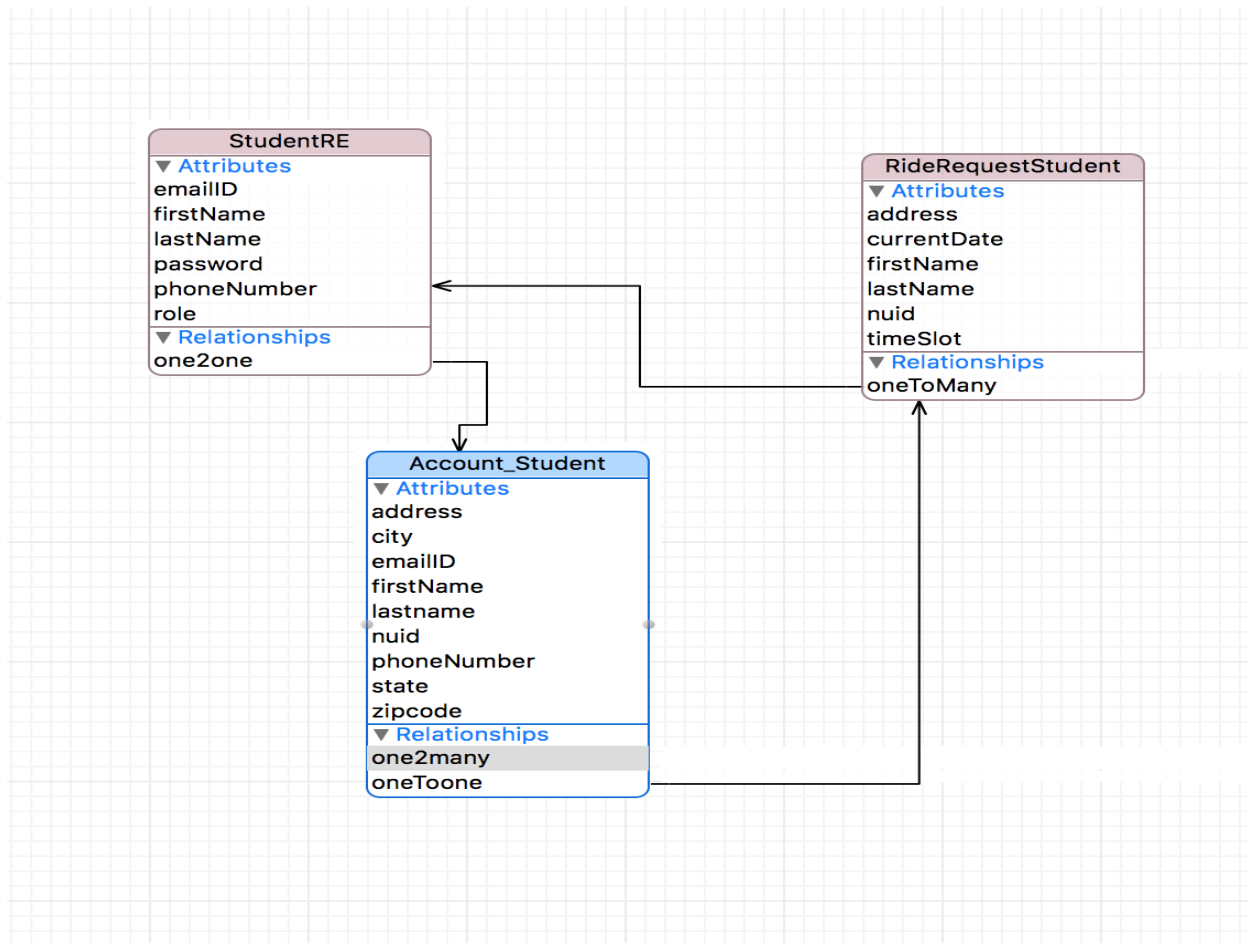 StudentRE
Attributes
emailID
firstName
lastName
password
phoneNumber
role
Relationships
one2one
RideRequestStudent
Attributes
address
currentDate
firstName
lastName
nuid
timeSlot
Relationships
oneToMany
Account_Student
Attributes
address
city
emailID
firstName
lastname
nuid
phoneNumber
state
zipcode
Relationships
one2many
oneToone